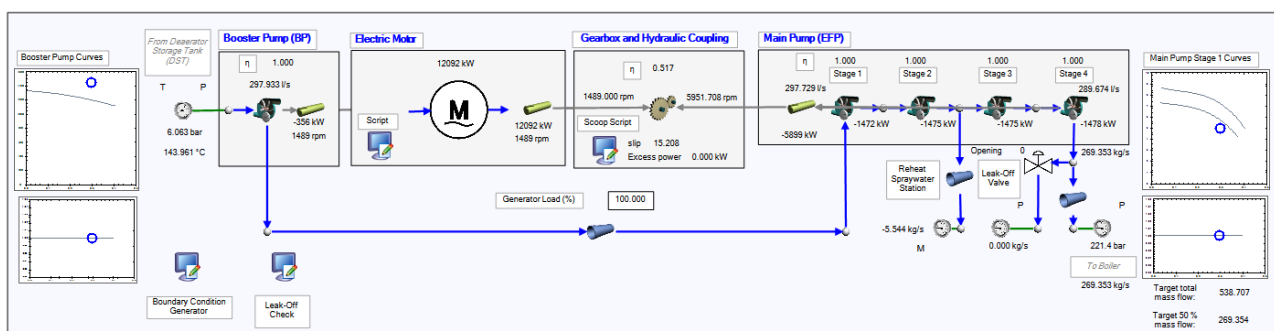 Booster Pump Curves
From Deaerator
Storage Tank
(DST)
T P
6.063 bar
143.961 °C
Booster Pump (BP)
η 1.000
297.933 l/s
-356 kW
1489 rpm
Electric Motor
12092 kW
M
Script
12092 kW
1489 rpm
Gearbox and Hydraulic Coupling
η 0.517
1489.000 rpm 5951.708 rpm
Scoop Script
slip 15.208
Excess power 0.000 kW
Main Pump (EFP)
η 1.000 1.000 1.000 1.000
Stage 1 Stage 2 Stage 3 Stage 4
297.729 l/s 289.674 l/s
-5899 kW -1472 kW -1475 kW -1475 kW -1478 kW
Opening 0 269.353 kg/s
Reheat
Spraywater
Station
Leak-Off
Valve
P P
-5.544 kg/s
M
0.000 kg/s
221.4 bar
To Boiler
269.353 kg/s
Generator Load (%) 100.000
Boundary Condition
Generator
Leak-Off
Check
Main Pump Stage 1 Curves
Target total
mass flow: 538.707
Target 50 %
mass flow: 269.354